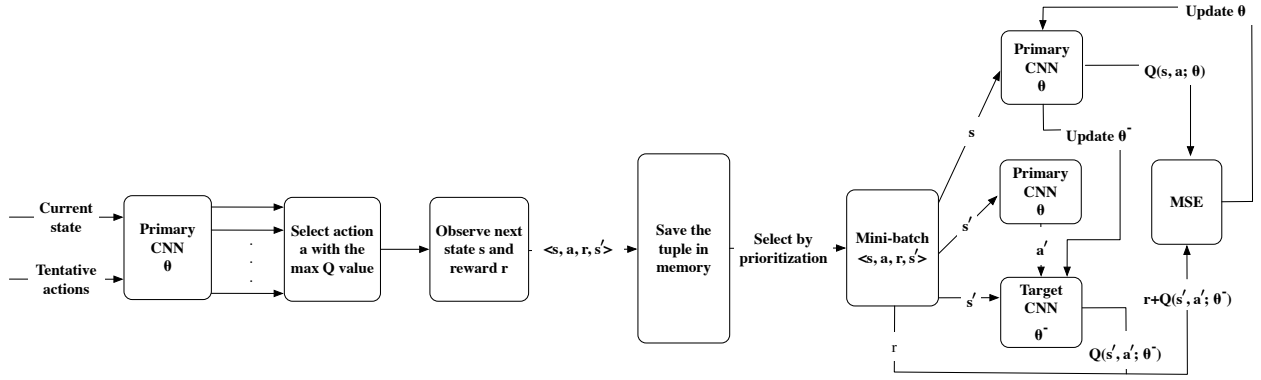 Current
state
Tentative
actions
Primary
CNN
θ
Select action
a with the
max Q value
Observe next
state s and
reward r
<s, a, r, s′>
Save the
tuple in
memory
Select by
prioritization
Mini-batch
<s, a, r, s′>
s
s′
s′
r
Primary
CNN
θ
Update θ
Q(s, a; θ)
Update θ⁻
Primary
CNN
θ
a′
Target
CNN
θ⁻
Q(s′, a′; θ⁻)
MSE
r+Q(s′, a′; θ⁻)